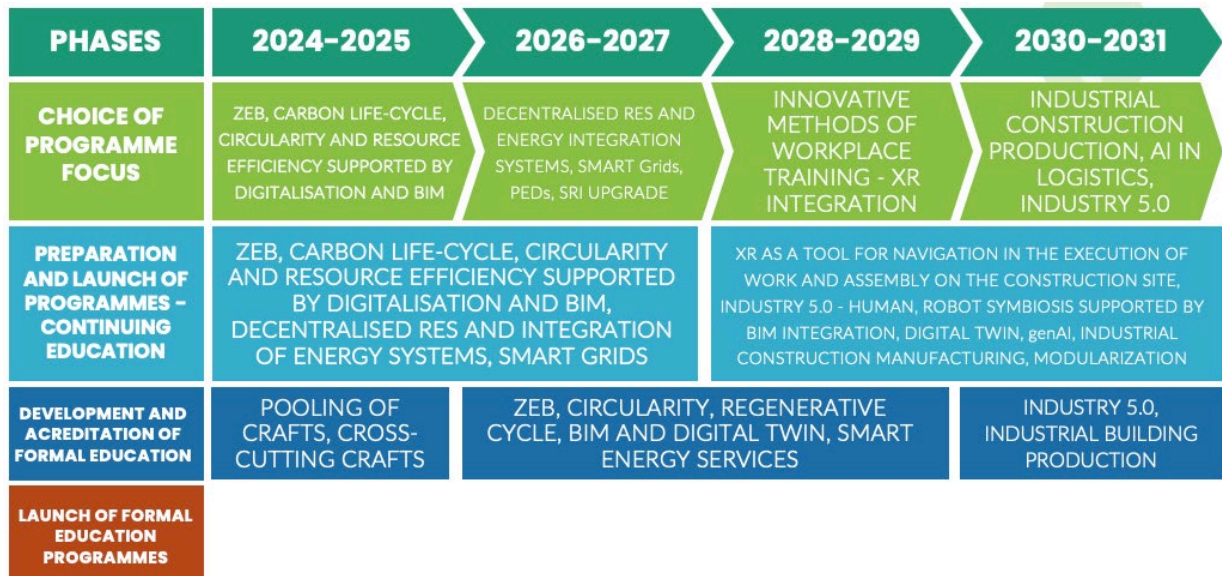 PHASES
2024-2025
2026-2027
2028-2029
2030-2031
CHOICE OF
PROGRAMME
FOCUS
ZEB, CARBON LIFE-CYCLE,
CIRCULARITY AND RESOURCE
EFFICIENCY SUPPORTED BY
DIGITALISATION AND BIM
DECENTRALISED RES AND
ENERGY INTEGRATION
SYSTEMS, SMART Grids,
PEDs, SRI UPGRADE
INNOVATIVE
METHODS OF
WORKPLACE
TRAINING - XR
INTEGRATION
INDUSTRIAL
CONSTRUCTION
PRODUCTION, AI IN
LOGISTICS,
INDUSTRY 5.0
PREPARATION
AND LAUNCH OF
PROGRAMMES -
CONTINUING
EDUCATION
ZEB, CARBON LIFE-CYCLE, CIRCULARITY
AND RESOURCE EFFICIENCY SUPPORTED
BY DIGITALISATION AND BIM,
DECENTRALISED RES AND INTEGRATION
OF ENERGY SYSTEMS, SMART GRIDS
XR AS A TOOL FOR NAVIGATION IN THE EXECUTION OF
WORK AND ASSEMBLY ON THE CONSTRUCTION SITE,
INDUSTRY 5.0 - HUMAN, ROBOT SYMBIOSIS SUPPORTED BY
BIM INTEGRATION, DIGITAL TWIN, genAI, INDUSTRIAL
CONSTRUCTION MANUFACTURING, MODULARIZATION
DEVELOPMENT AND
ACREDITATION OF
FORMAL EDUCATION
POOLING OF
CRAFTS, CROSS-
CUTTING CRAFTS
ZEB, CIRCULARITY, REGENERATIVE
CYCLE, BIM AND DIGITAL TWIN, SMART
ENERGY SERVICES
INDUSTRY 5.0,
INDUSTRIAL BUILDING
PRODUCTION
LAUNCH OF FORMAL
EDUCATION
PROGRAMMES